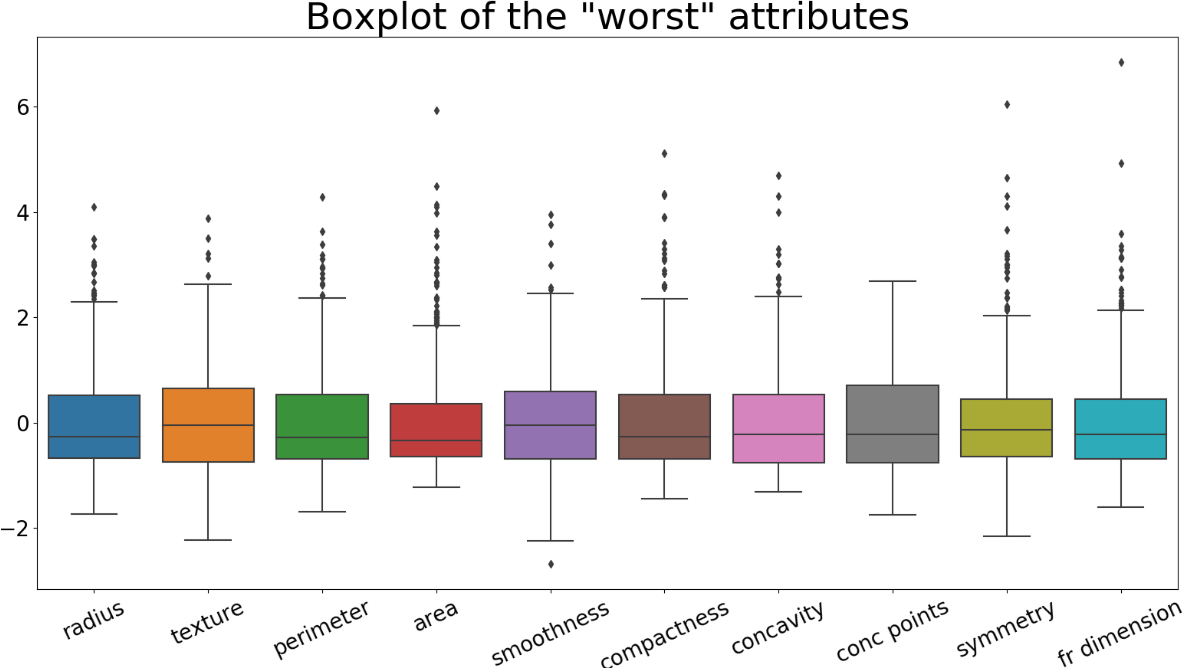 Boxplot of the "worst" attributes
6
4
2
0
−2
radius texture perimeter area smoothness compactness concavity conc points symmetry fr dimension